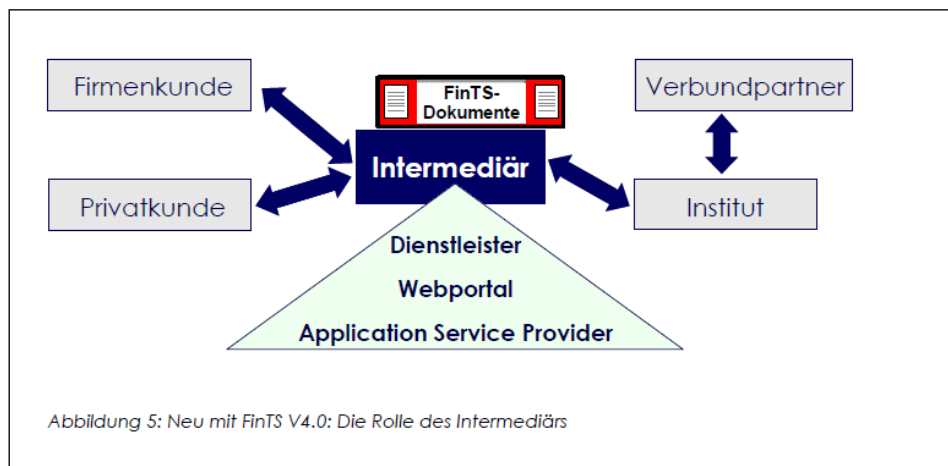 Firmenkunde
FinTS-
Dokumente
Verbundpartner
Intermediär
Privatkunde
Institut
Dienstleister
Webportal
Application Service Provider
Abbildung 5: Neu mit FinTS V4.0: Die Rolle des Intermediärs